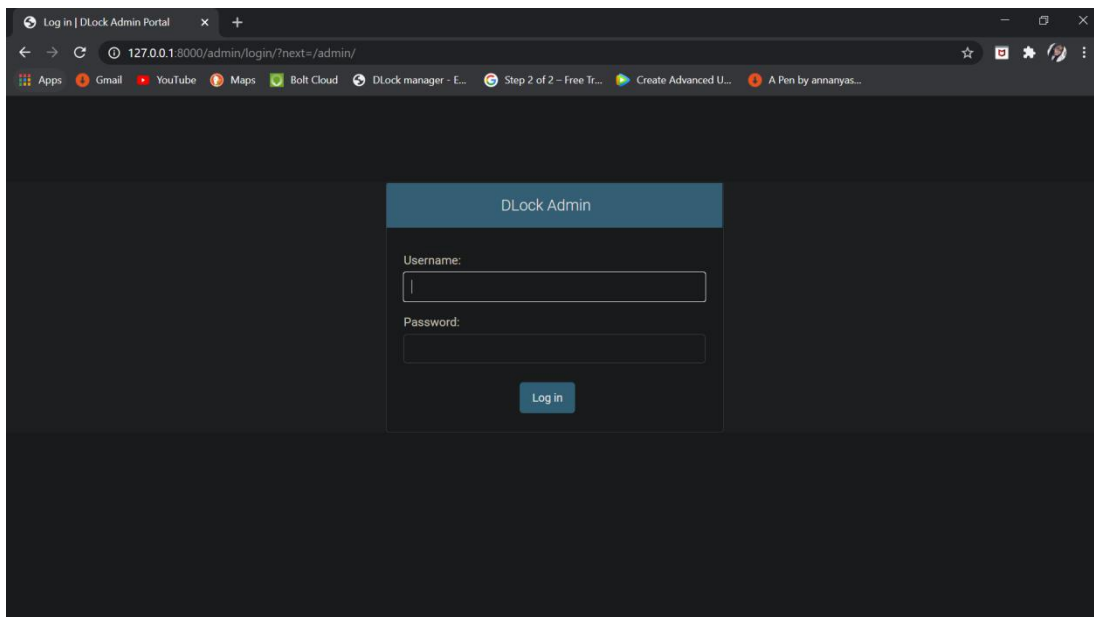 Log in | DLock Admin Portal
127.0.0.1:8000/admin/login/?next=/admin/
Apps Gmail YouTube Maps Bolt Cloud DLock manager - E... Step 2 of 2 – Free Tr... Create Advanced U... A Pen by annanyas...
DLock Admin
Username:
Password:
Log in